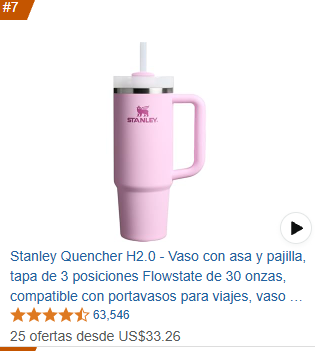 #7
STANLEY
Stanley Quencher H2.0 - Vaso con asa y pajilla,
tapa de 3 posiciones Flowstate de 30 onzas,
compatible con portavasos para viajes, vaso ...
63,546
25 ofertas desde US$33.26